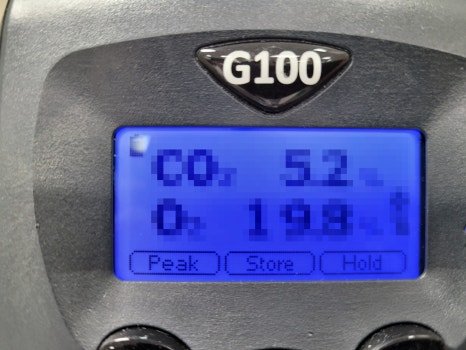 G100
CO₂ 5.2 %
O₂ 19.8 %
Peak Store Hold